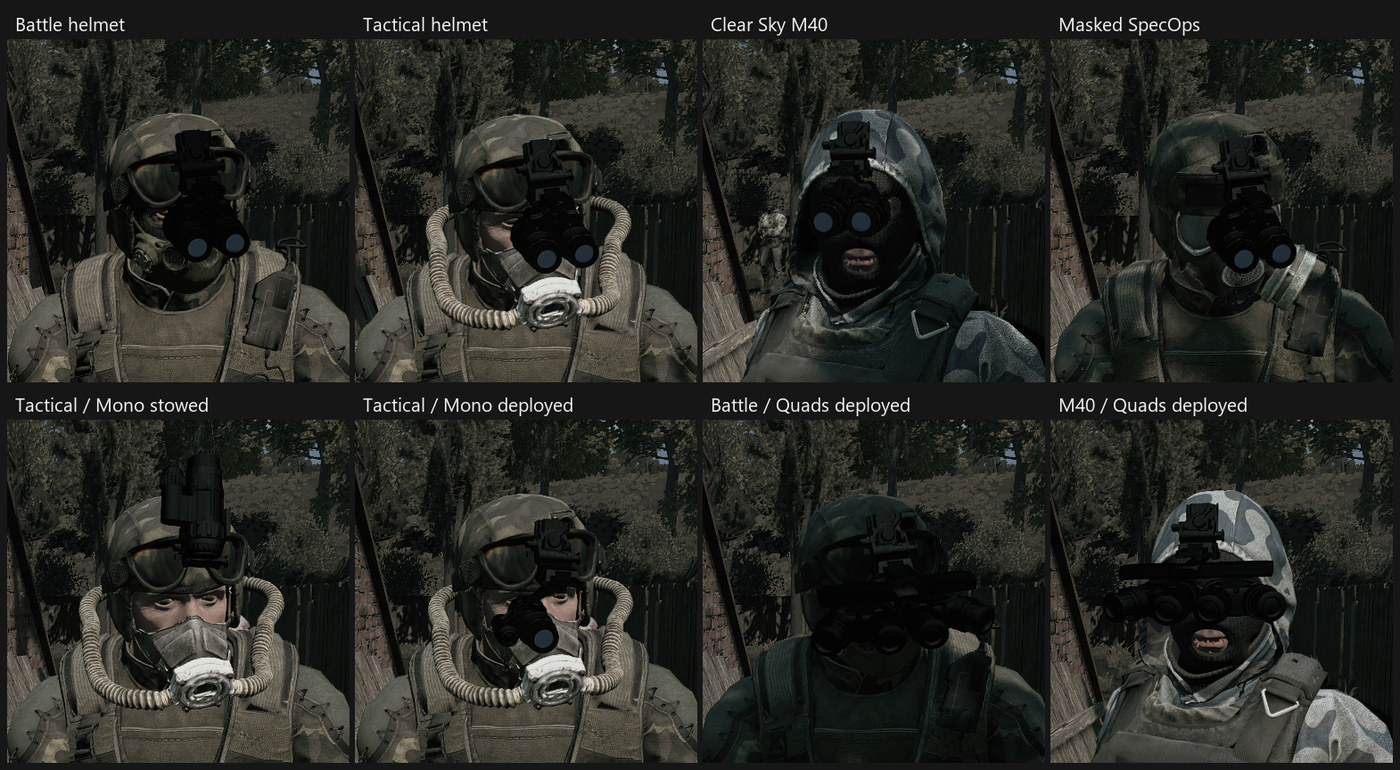 Battle helmet
Tactical helmet
Clear Sky M40
Masked SpecOps
Tactical / Mono stowed
Tactical / Mono deployed
Battle / Quads deployed
M40 / Quads deployed